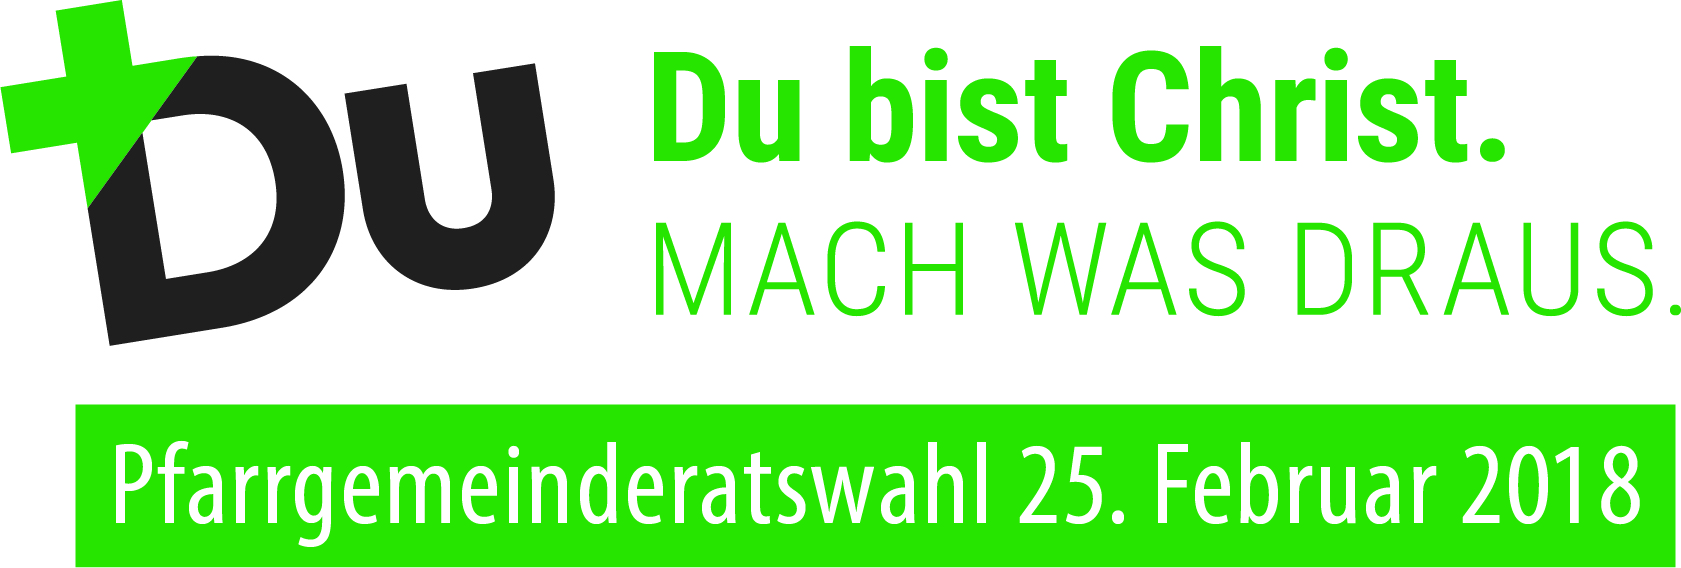 Du
Du bist Christ.
MACH WAS DRAUS.
Pfarrgemeinderatswahl 25. Februar 2018